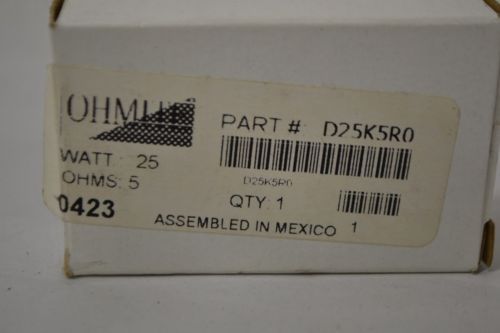 OHMITE
PART #: D25K5R0
WATT: 25
D25K5R0
OHMS: 5
QTY: 1
0423
ASSEMBLED IN MEXICO 1